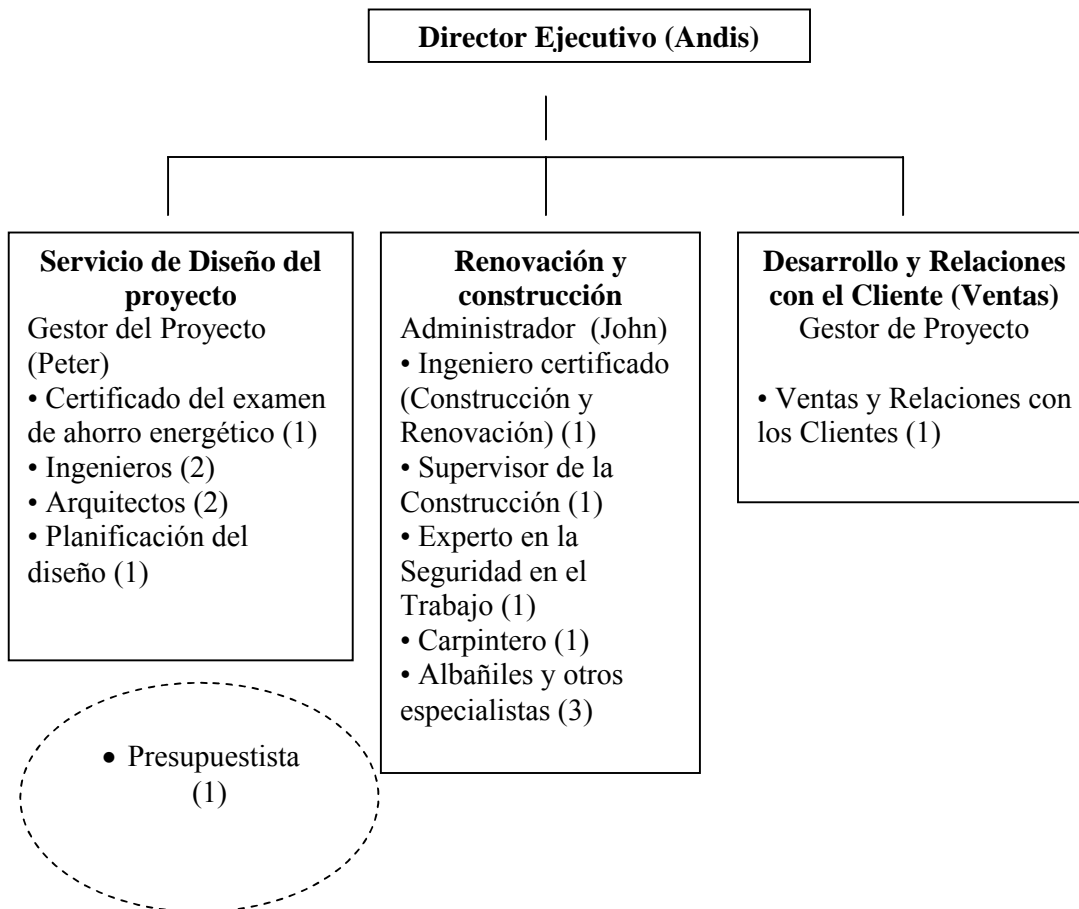 Director Ejecutivo (Andis)
Servicio de Diseño del
proyecto
Gestor del Proyecto
(Peter)
• Certificado del examen
de ahorro energético (1)
• Ingenieros (2)
• Arquitectos (2)
• Planificación del
diseño (1)
Renovación y
construcción
Administrador (John)
• Ingeniero certificado
(Construcción y
Renovación) (1)
• Supervisor de la
Construcción (1)
• Experto en la
Seguridad en el
Trabajo (1)
• Carpintero (1)
• Albañiles y otros
especialistas (3)
Desarrollo y Relaciones
con el Cliente (Ventas)
Gestor de Proyecto
• Ventas y Relaciones con
los Clientes (1)
• Presupuestista
(1)